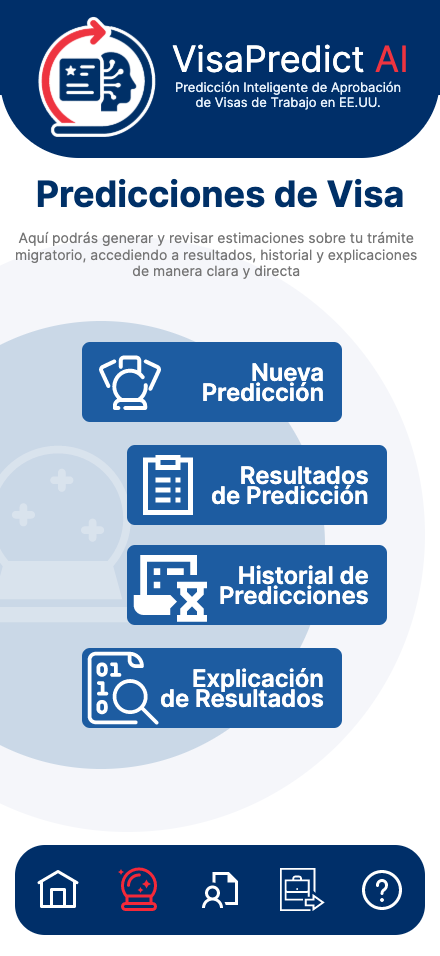 VisaPredict AI
Predicción Inteligente de Aprobación
de Visas de Trabajo en EE.UU.
Predicciones de Visa
Aquí podrás generar y revisar estimaciones sobre tu trámite
migratorio, accediendo a resultados, historial y explicaciones
de manera clara y directa
Nueva
Predicción
Resultados
de Predicción
Historial de
Predicciones
01
1
0
Explicación
de Resultados
?